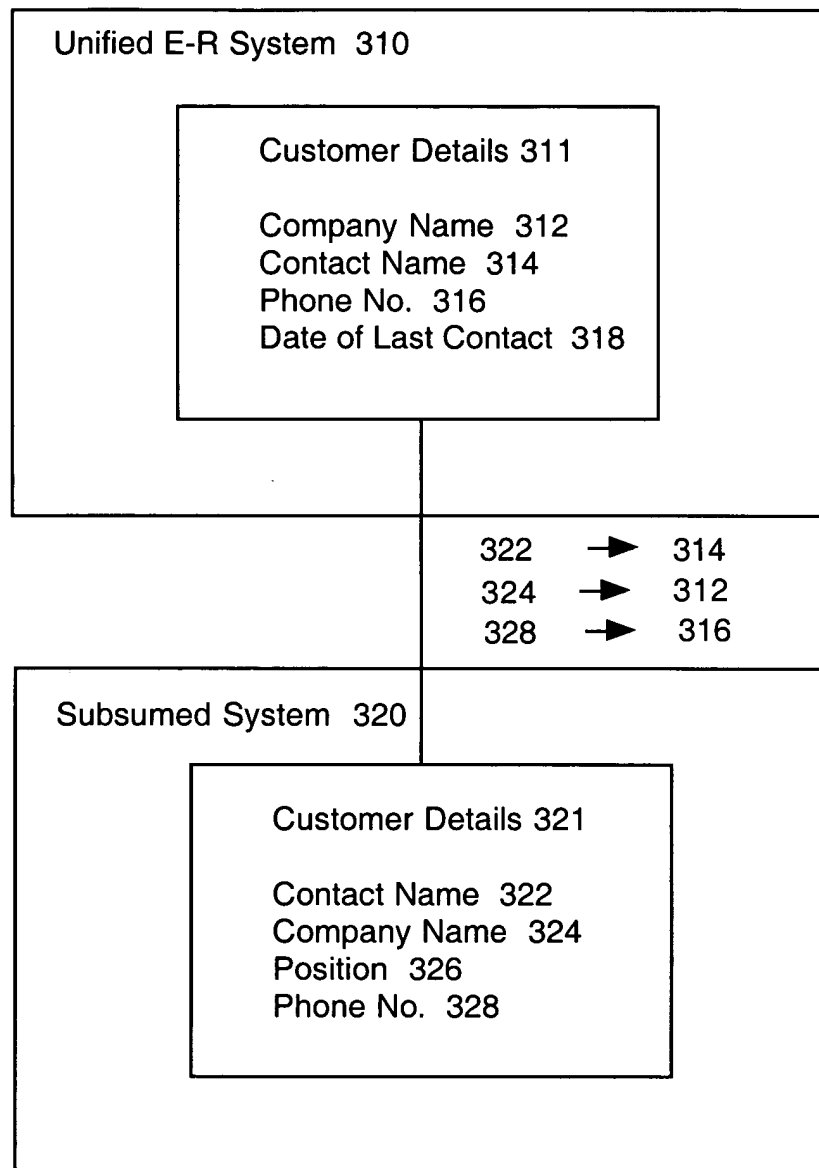 Unified E-R System 310
Customer Details 311
Company Name 312
Contact Name 314
Phone No. 316
Date of Last Contact 318
322 → 314
324 → 312
328 → 316
Subsumed System 320
Customer Details 321
Contact Name 322
Company Name 324
Position 326
Phone No. 328